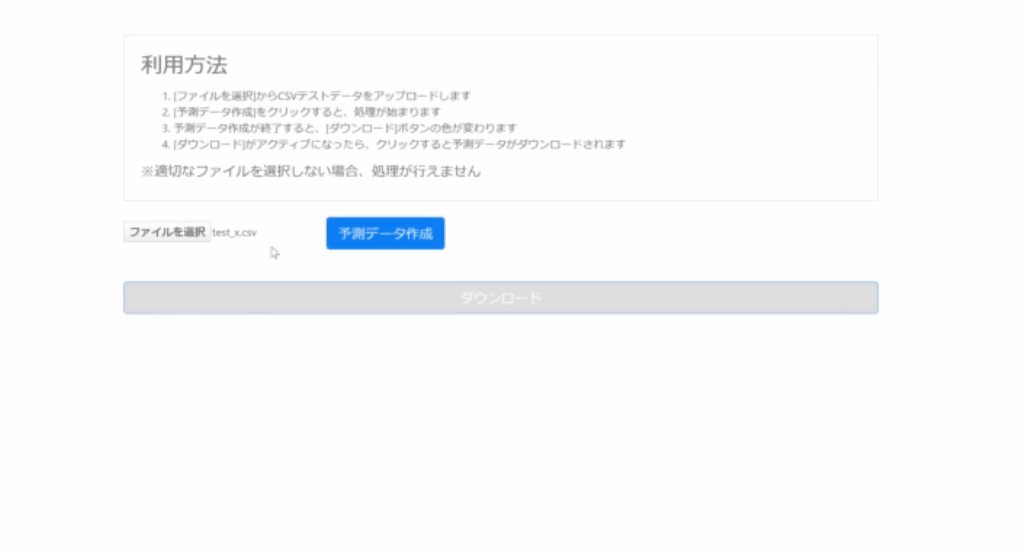 利用方法
1. [ファイルを選択]からCSVテストデータをアップロードします
2. [予測データ作成]をクリックすると、処理が始まります
3. 予測データ作成が終了すると、[ダウンロード]ボタンの色が変わります
4. [ダウンロード]がアクティブになったら、クリックすると予測データがダウンロードされます
※適切なファイルを選択しない場合、処理が行えません
ファイルを選択 test_x.csv 予測データ作成
ダウンロード